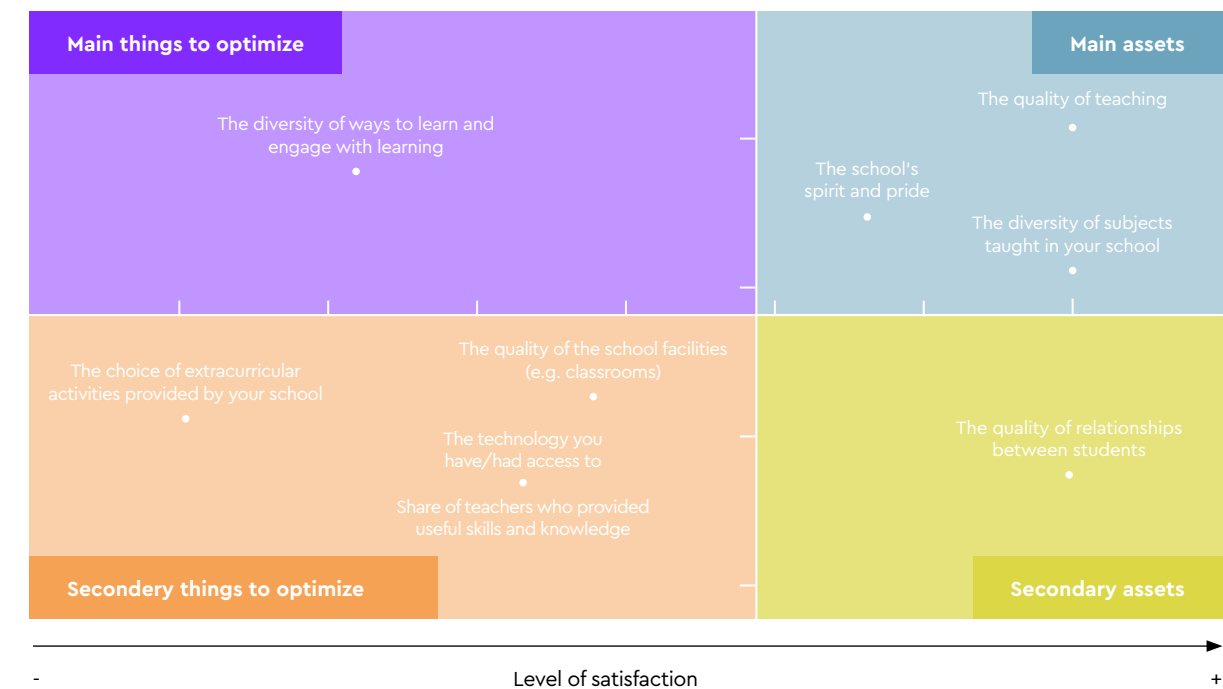 Main things to optimize
Main assets
The diversity of ways to learn and
engage with learning
The quality of teaching
The school's
spirit and pride
The diversity of subjects
taught in your school
The choice of extracurricular
activities provided by your school
The quality of the school facilities
(e.g. classrooms)
The technology you
have/had access to
Share of teachers who provided
useful skills and knowledge
The quality of relationships
between students
Secondery things to optimize
Secondary assets
- Level of satisfaction +